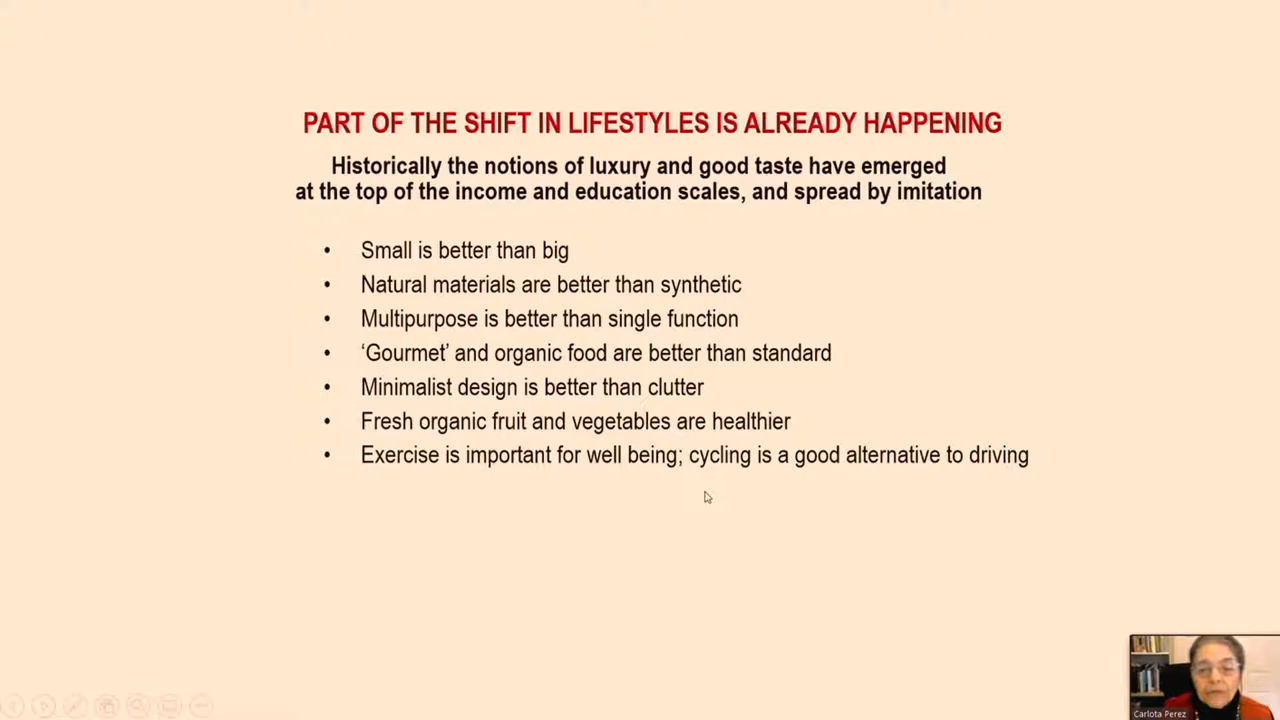 PART OF THE SHIFT IN LIFESTYLES IS ALREADY HAPPENING
Historically the notions of luxury and good taste have emerged
at the top of the income and education scales, and spread by imitation
• Small is better than big
• Natural materials are better than synthetic
• Multipurpose is better than single function
• ‘Gourmet’ and organic food are better than standard
• Minimalist design is better than clutter
• Fresh organic fruit and vegetables are healthier
• Exercise is important for well being; cycling is a good alternative to driving
Carlota Perez